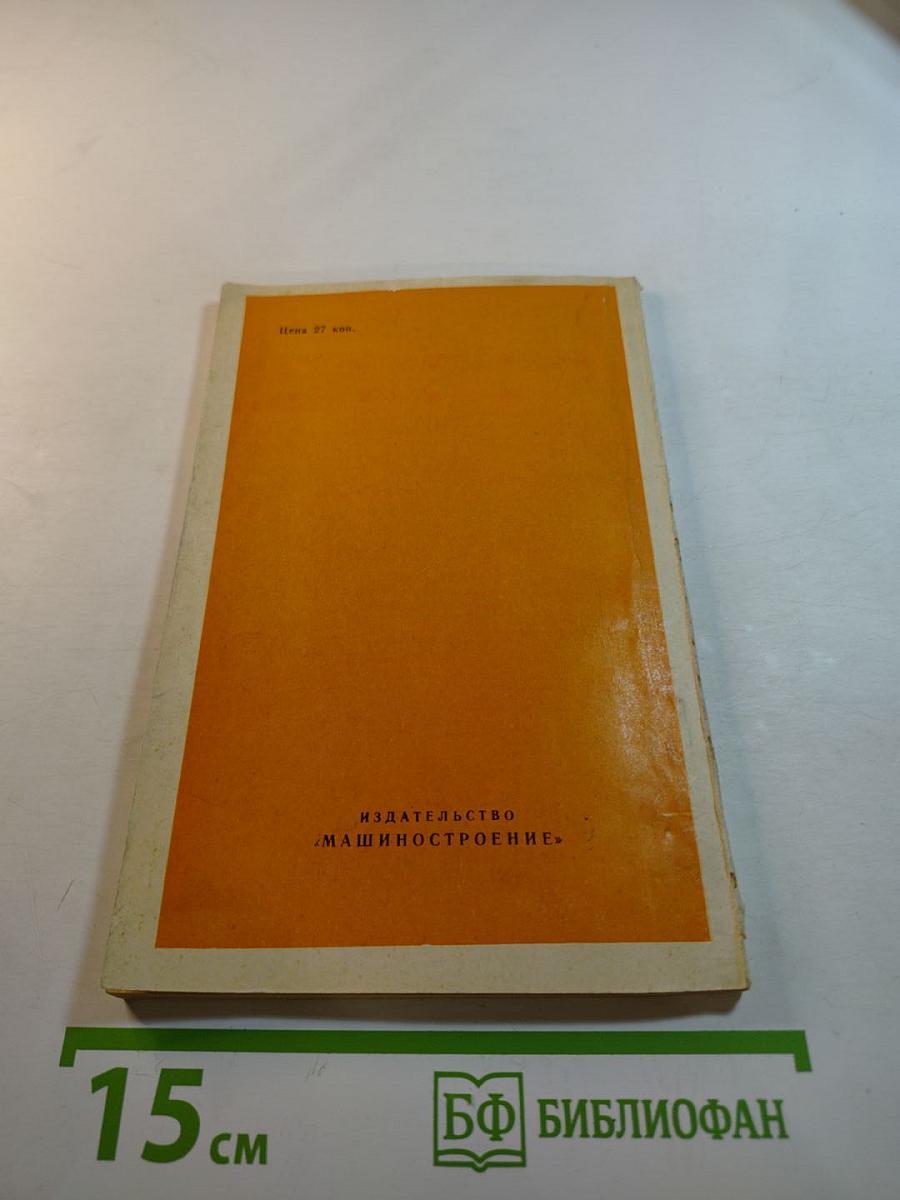 Цена 27 коп.
ИЗДАТЕЛЬСТВО
«МАШИНОСТРОЕНИЕ»
15 см
БФ БИБЛИОФАН